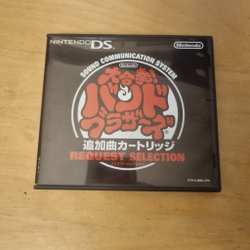 NINTENDO DS
Nintendo
SOUND COMMUNICATION SYSTEM
Nintendo
大合奏!
バンド
ブラザーズ
追加曲カートリッジ
REQUEST SELECTION